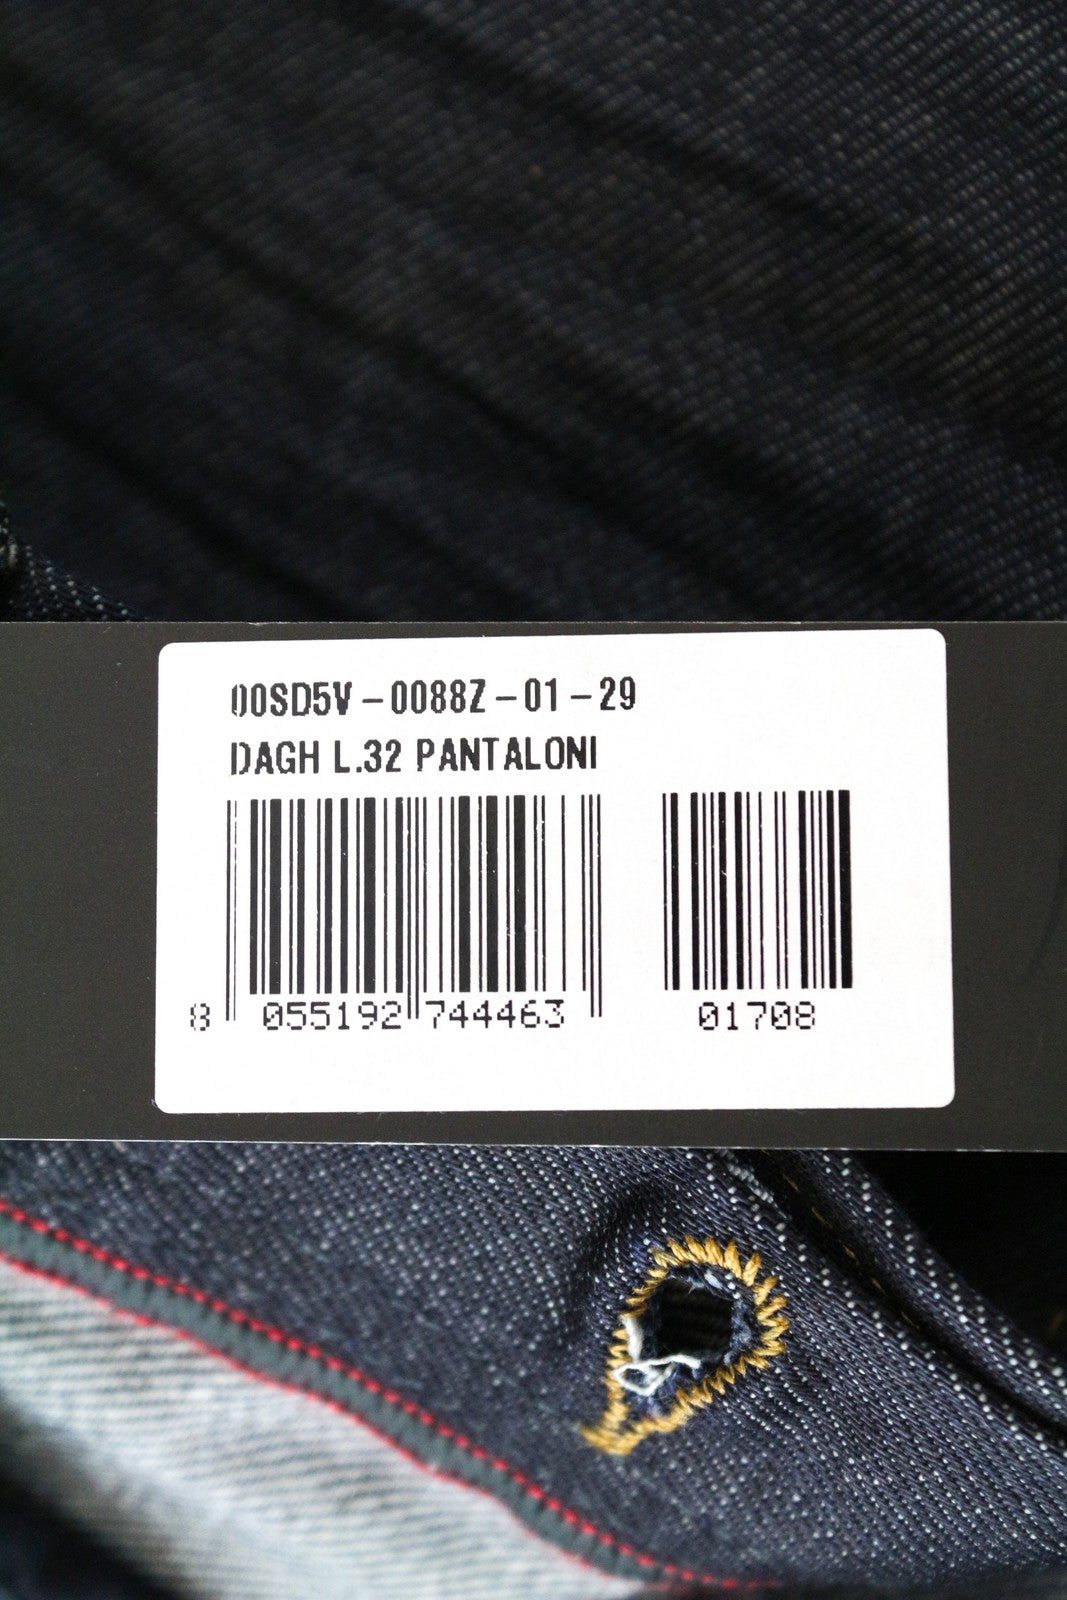 00SD5V-0088Z-01-29
DAGH L.32 PANTALONI
8 055192 744463 01708